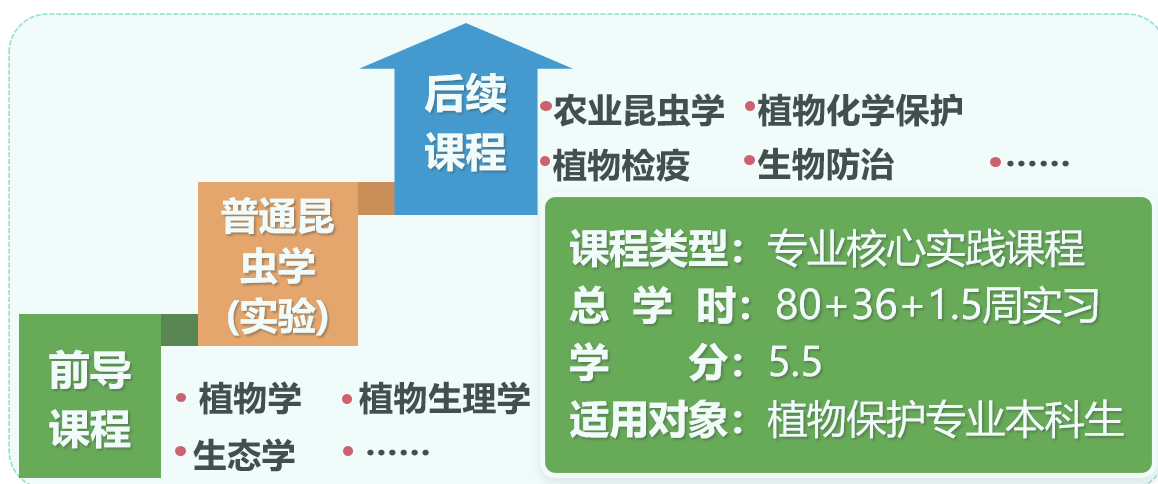 后续
课程
•农业昆虫学 •植物化学保护
•植物检疫 •生物防治 •……
普通昆
虫学
(实验)
课程类型：专业核心实践课程
总 学 时：80+36+1.5周实习
学 分：5.5
适用对象：植物保护专业本科生
前导
课程
• 植物学 •植物生理学
•生态学 • ……